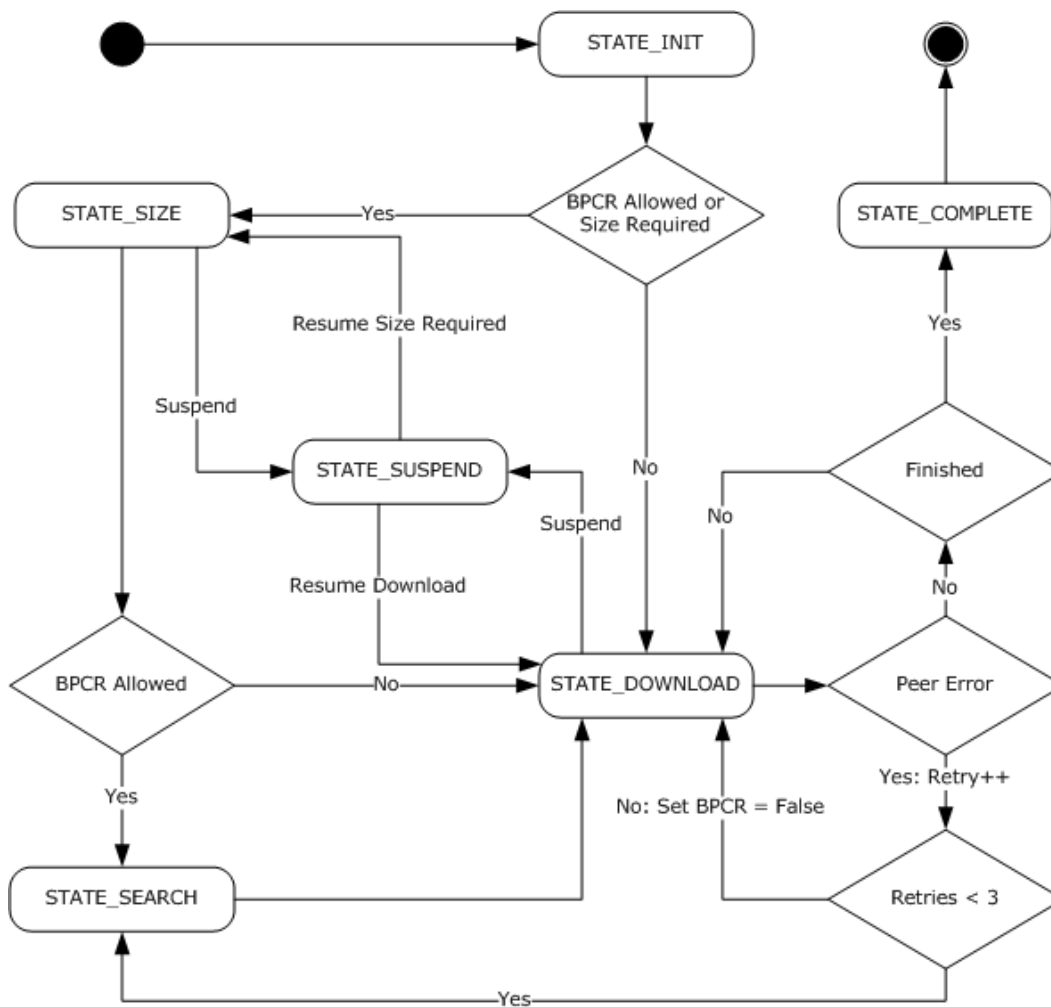 STATE_INIT
BPCR Allowed or
Size Required
STATE_SIZE
Yes
STATE_COMPLETE
Resume Size Required
Yes
Suspend
STATE_SUSPEND
No
Finished
Suspend
No
Resume Download
No
BPCR Allowed
No
STATE_DOWNLOAD
Peer Error
Yes: Retry++
Yes
No: Set BPCR = False
STATE_SEARCH
Retries < 3
Yes